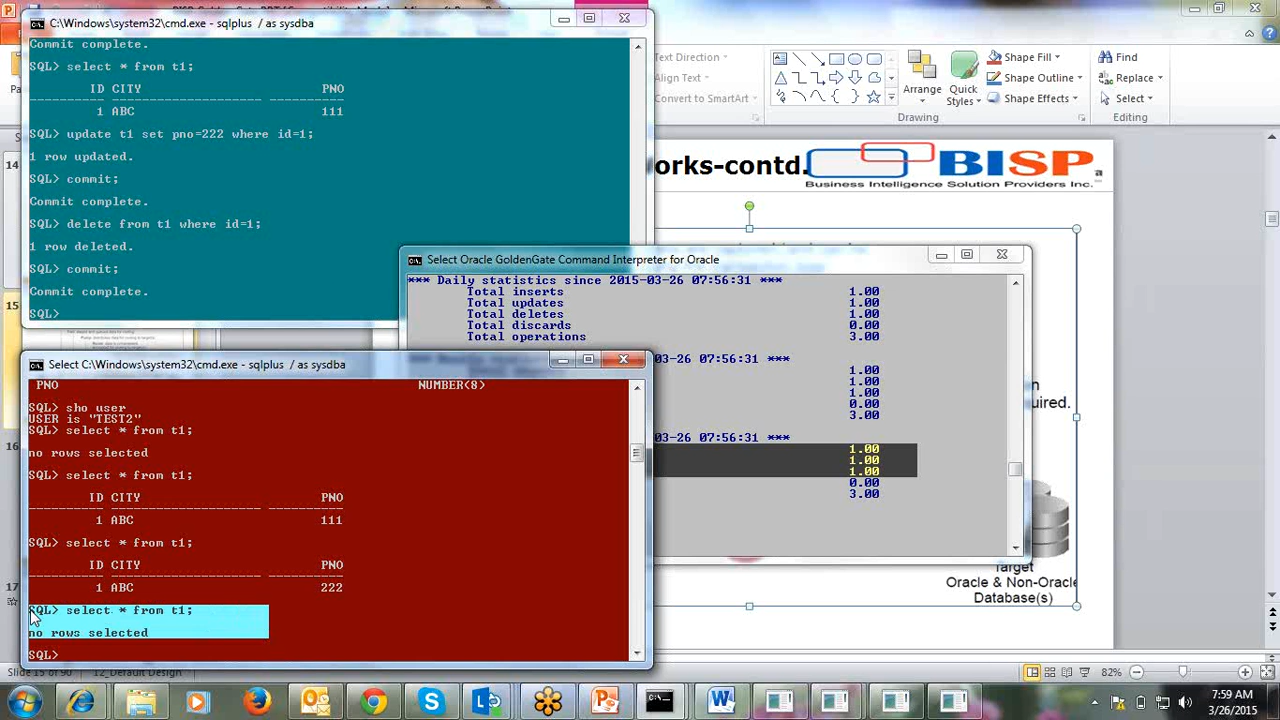 C:\Windows\system32\cmd.exe - sqlplus / as sysdba
Commit complete.
SQL> select * from t1;
ID CITY PNO
---------- -------------------- ----------
1 ABC 111
SQL> update t1 set pno=222 where id=1;
1 row updated.
SQL> commit;
Commit complete.
SQL> delete from t1 where id=1;
1 row deleted.
SQL> commit;
Commit complete.
SQL>
Text Direction
Align Text
Convert to SmartArt
Arrange
Quick
Styles
Shape Fill
Shape Outline
Shape Effects
Drawing
Find
Replace
Select
Editing
orks-contd.
BISP
Business Intelligence Solution Providers Inc.
Select Oracle GoldenGate Command Interpreter for Oracle
*** Daily statistics since 2015-03-26 07:56:31 ***
Total inserts 1.00
Total updates 1.00
Total deletes 1.00
Total discards 0.00
Total operations 3.00
03-26 07:56:31 ***
1.00
1.00
1.00
0.00
3.00
03-26 07:56:31 ***
1.00
1.00
1.00
0.00
3.00
Select C:\Windows\system32\cmd.exe - sqlplus / as sysdba
PNO NUMBER(8)
SQL> sho user
USER is "TEST2"
SQL> select * from t1;
no rows selected
SQL> select * from t1;
ID CITY PNO
---------- -------------------- ----------
1 ABC 111
SQL> select * from t1;
ID CITY PNO
---------- -------------------- ----------
1 ABC 222
SQL> select * from t1;
no rows selected
SQL>
14
15
16
17
Target
Oracle & Non-Oracle
Database(s)
Slide 15 of 90
12_Default Design
82%
7:59 AM
3/26/2015